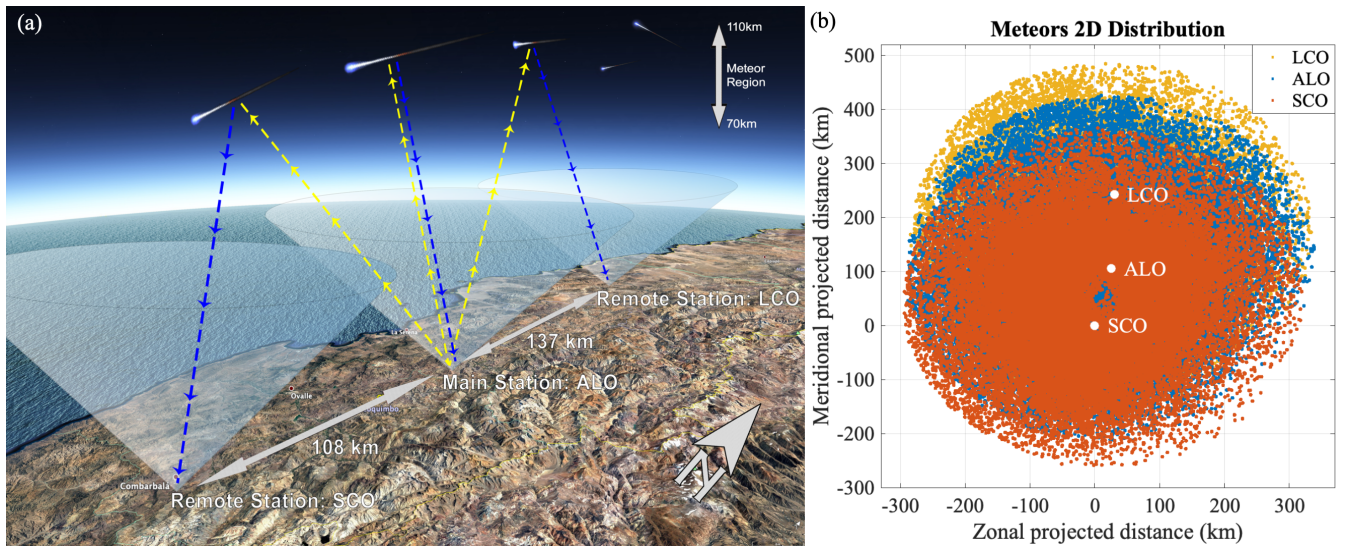 (a)
110km
Meteor
Region
70km
Remote Station: LCO
La Serena
137 km
Main Station: ALO
Ovalle
Coquimbo
108 km
Combarbala
Remote Station: SCO
N
(b)
Meteors 2D Distribution
LCO
ALO
SCO
500
400
300
200
100
0
-100
-200
-300
-300
-200
-100
0
100
200
300
Meridional projected distance (km)
Zonal projected distance (km)
LCO
ALO
SCO